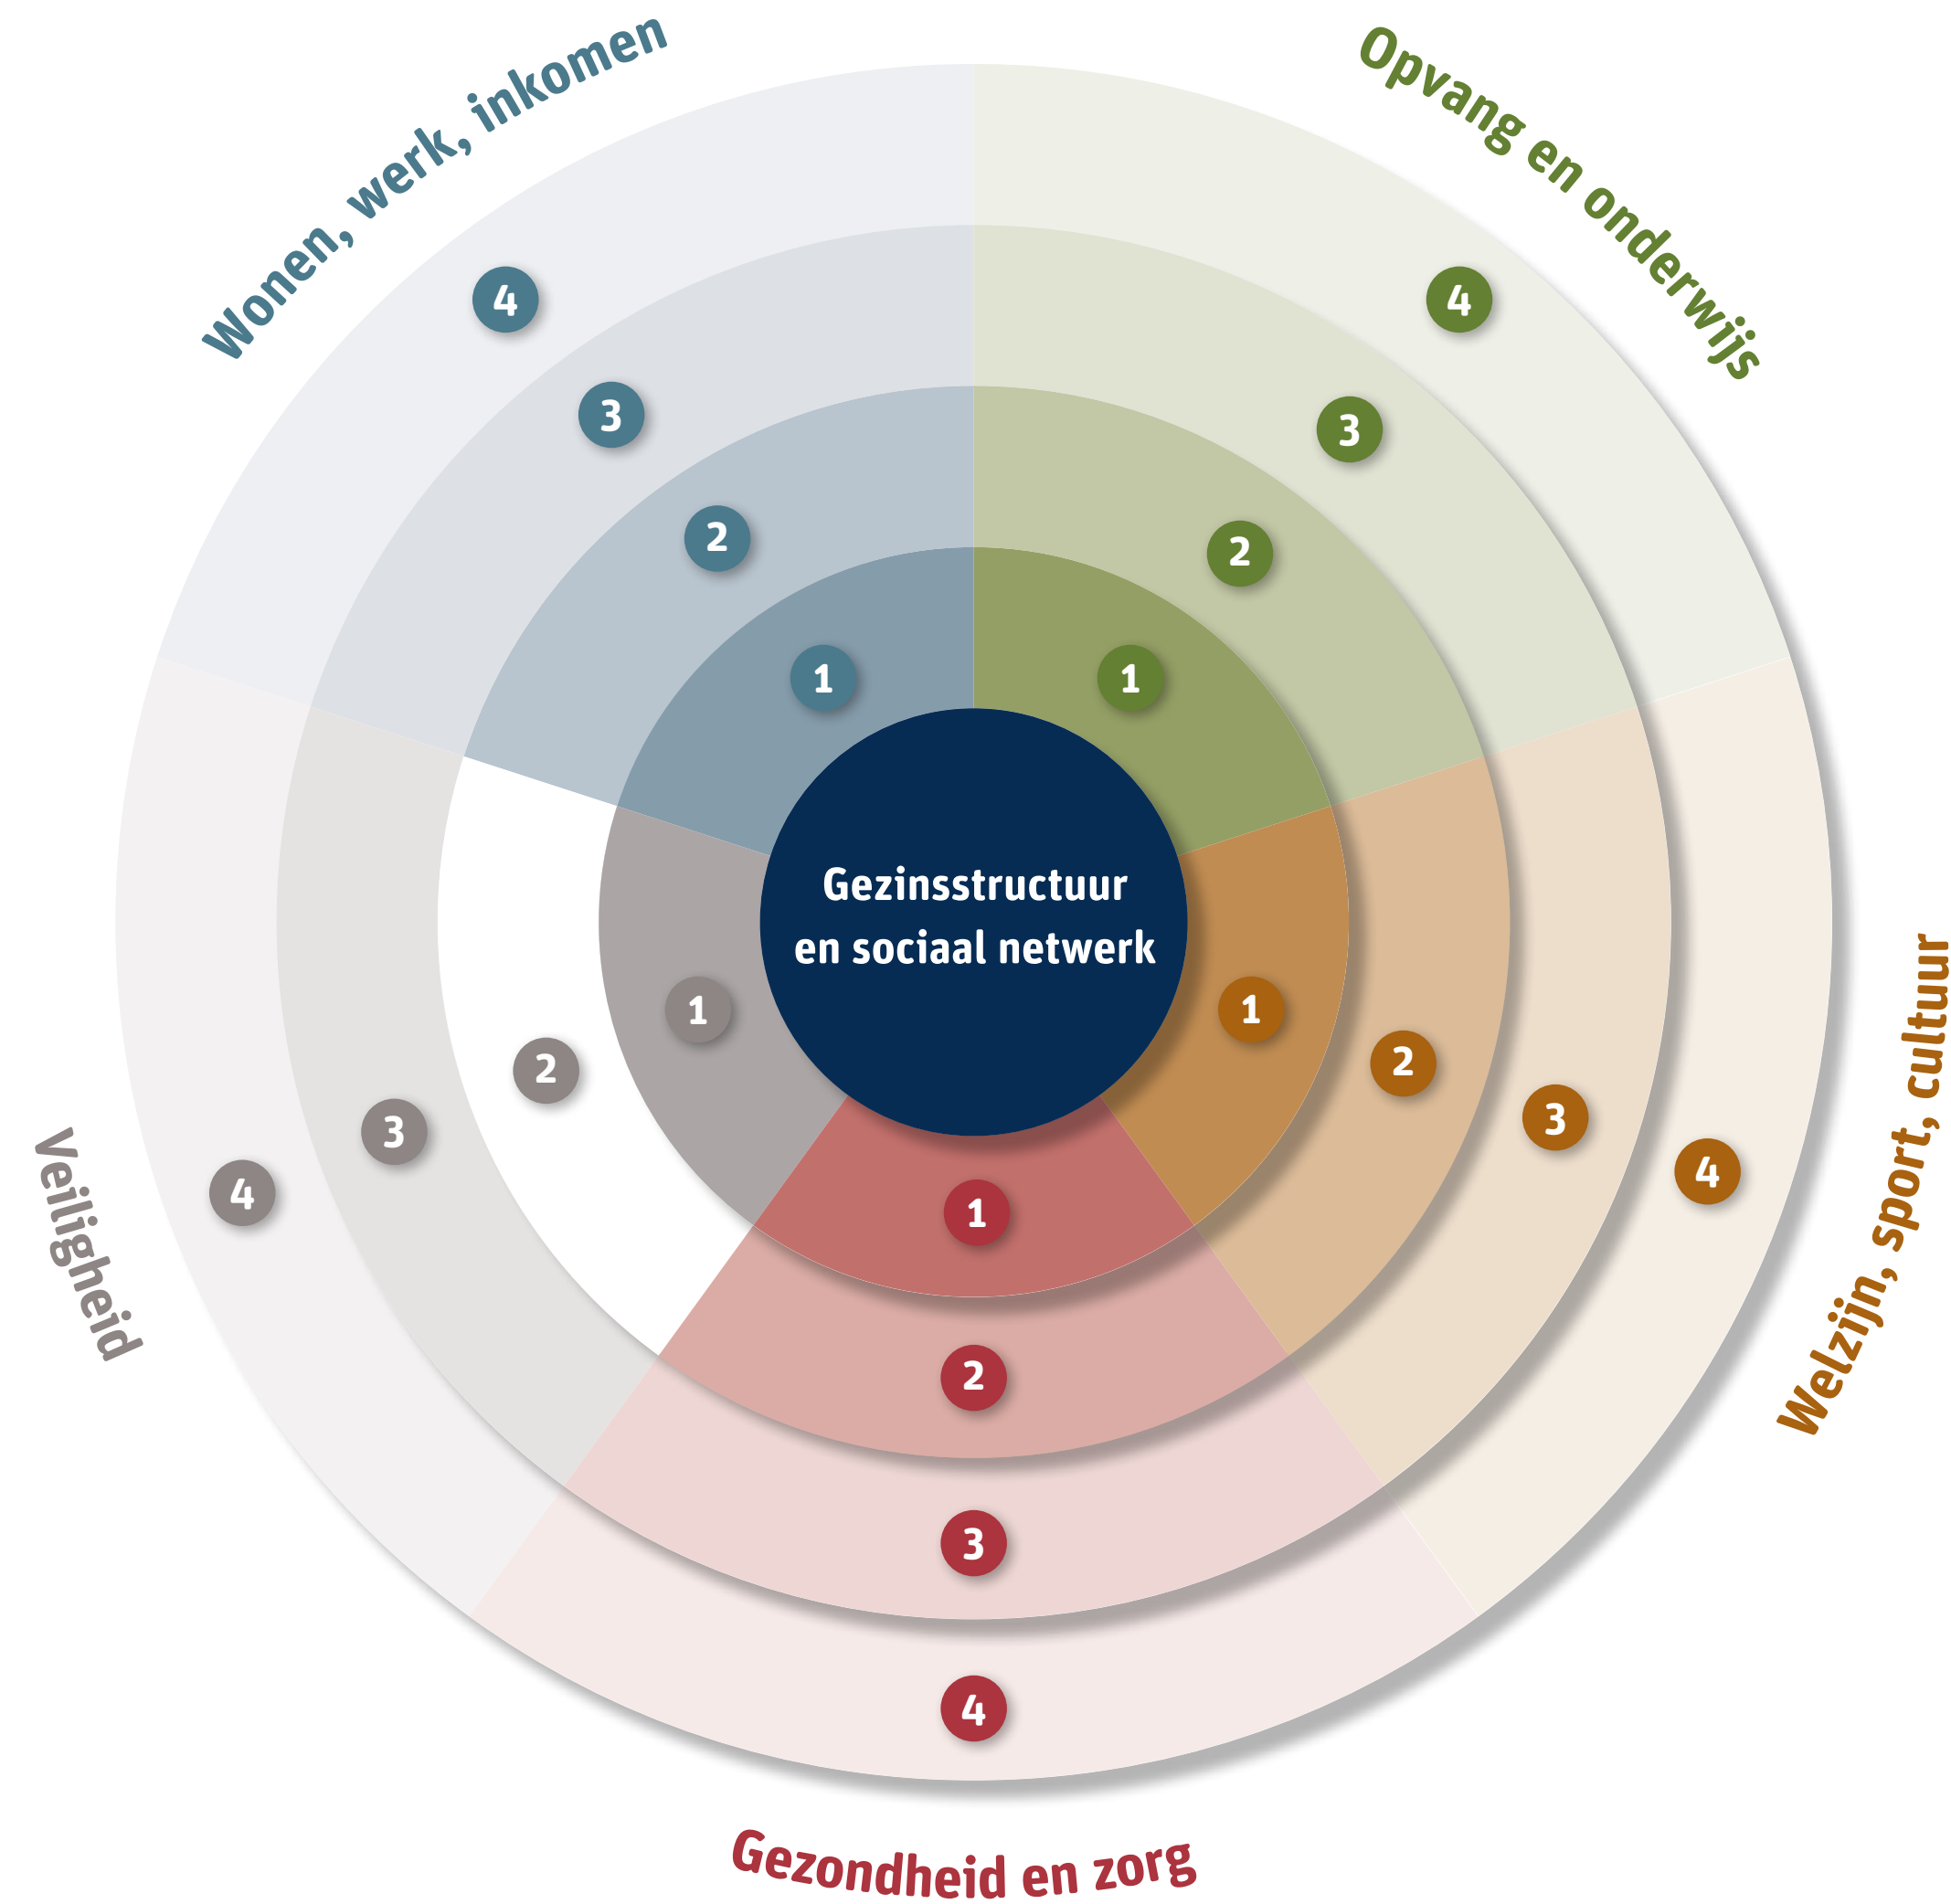 Wonen, werk, inkomen
4
3
2
1
Opvang en onderwijs
4
3
2
1
Gezinsstructuur
en sociaal netwerk
Welzijn, sport, cultuur
1
2
3
4
Gezondheid en zorg
1
2
3
4
Veiligheid
1
2
3
4